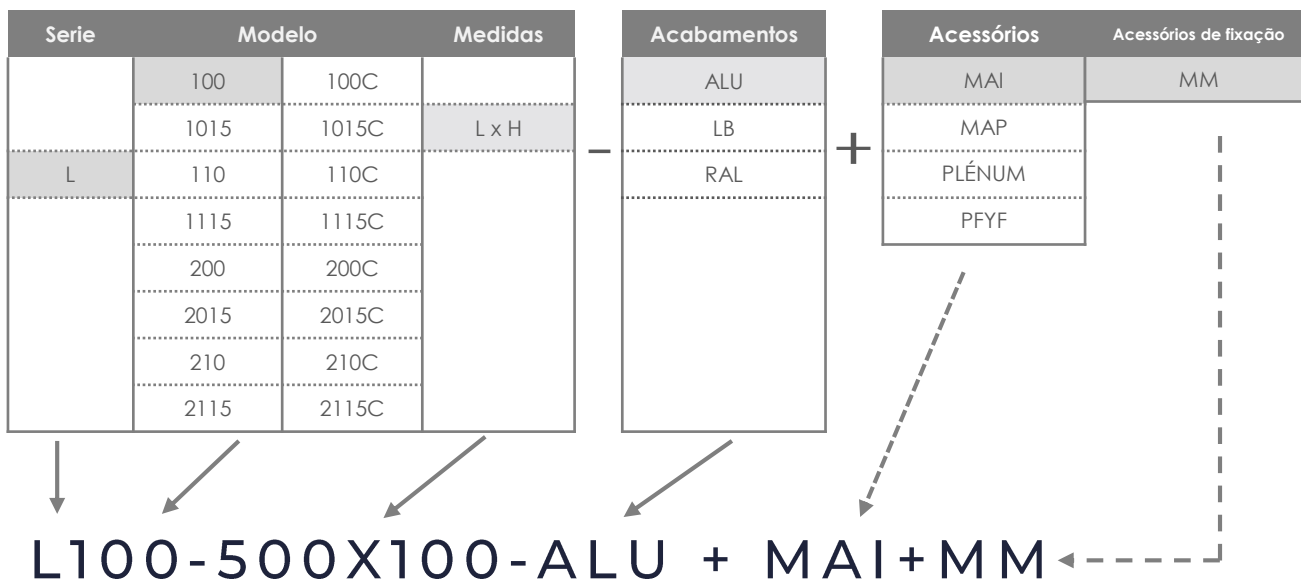 Serie Modelo Medidas Acabamentos Acessórios Acessórios de fixação
100 100C ALU MAI MM
1015 1015C L x H LB MAP
L 110 110C RAL PLÉNUM
1115 1115C PFYF
200 200C
2015 2015C
210 210C
2115 2115C
- +
L100-500X100-ALU + MAI+MM